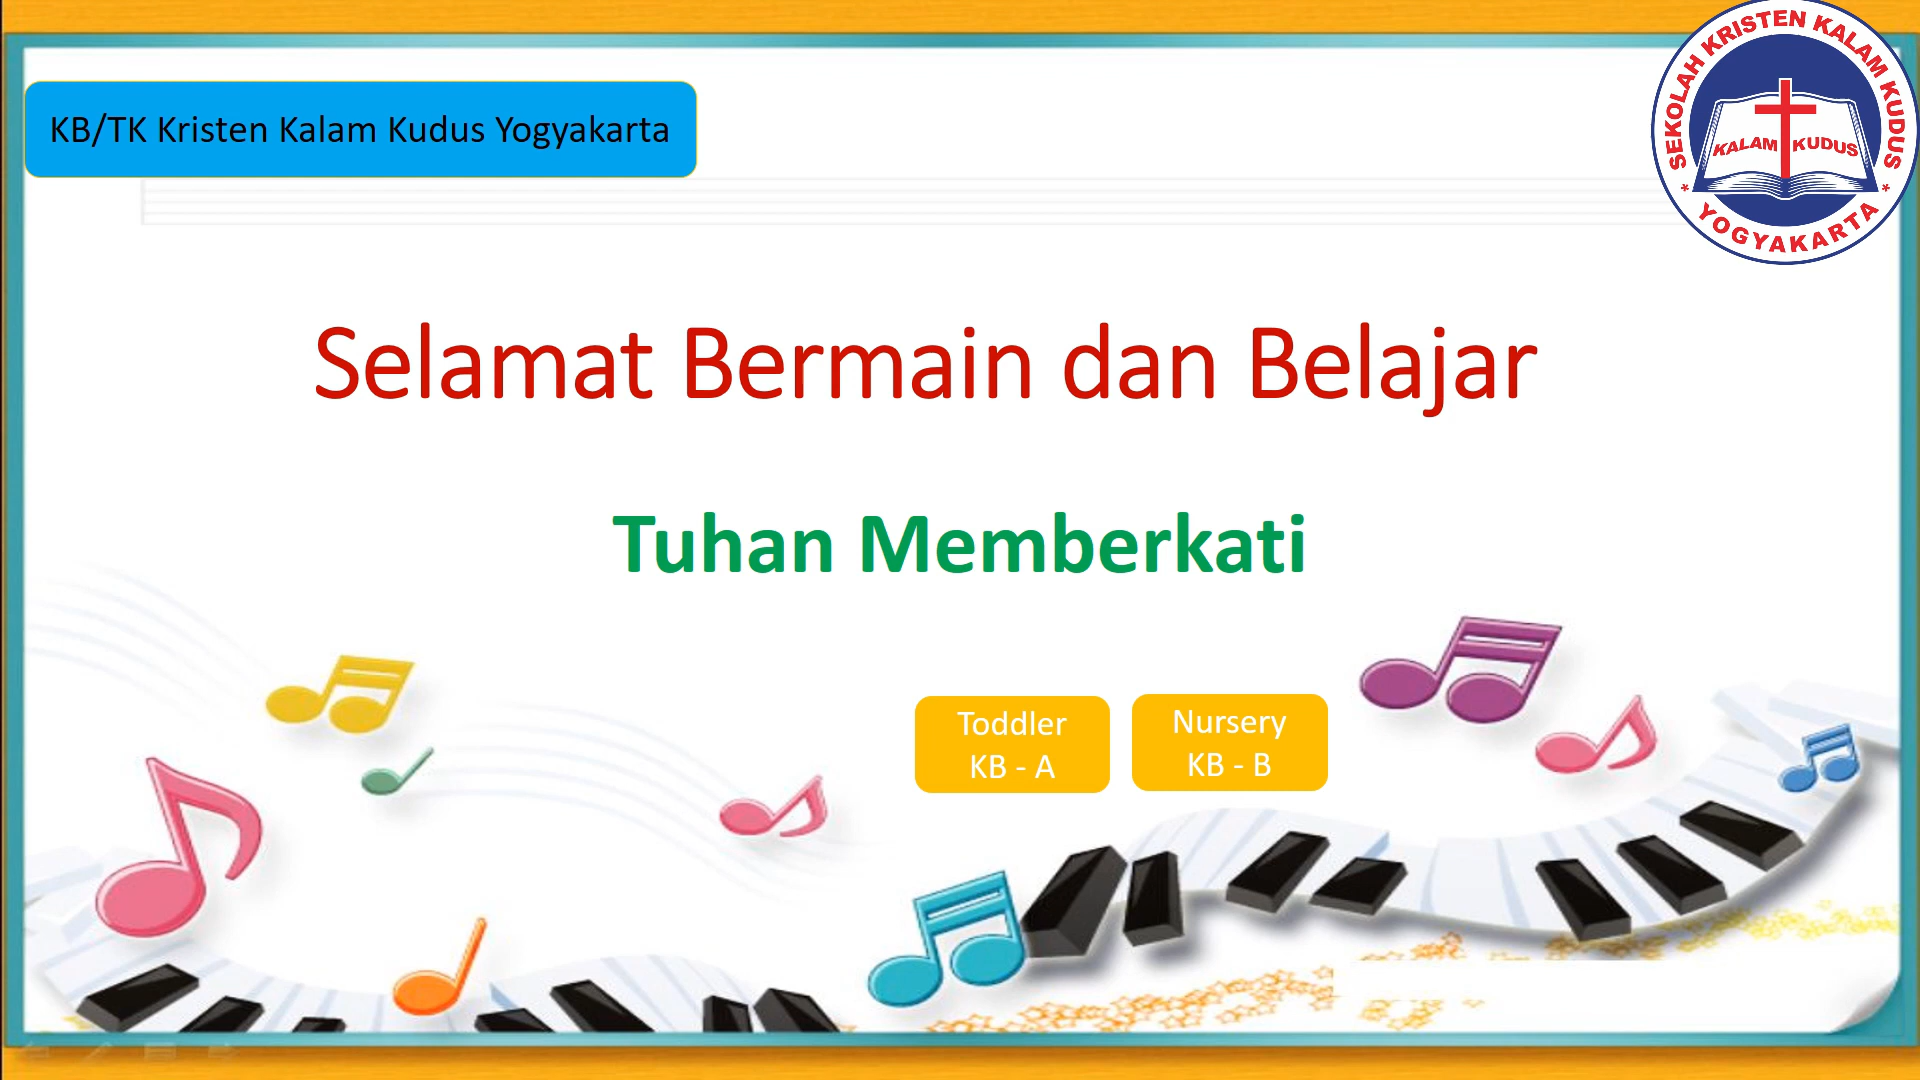 KB/TK Kristen Kalam Kudus Yogyakarta
SEKOLAH KRISTEN KALAM KUDUS
KALAM KUDUS
* YOGYAKARTA *
Selamat Bermain dan Belajar
Tuhan Memberkati
Toddler
KB - A
Nursery
KB - B